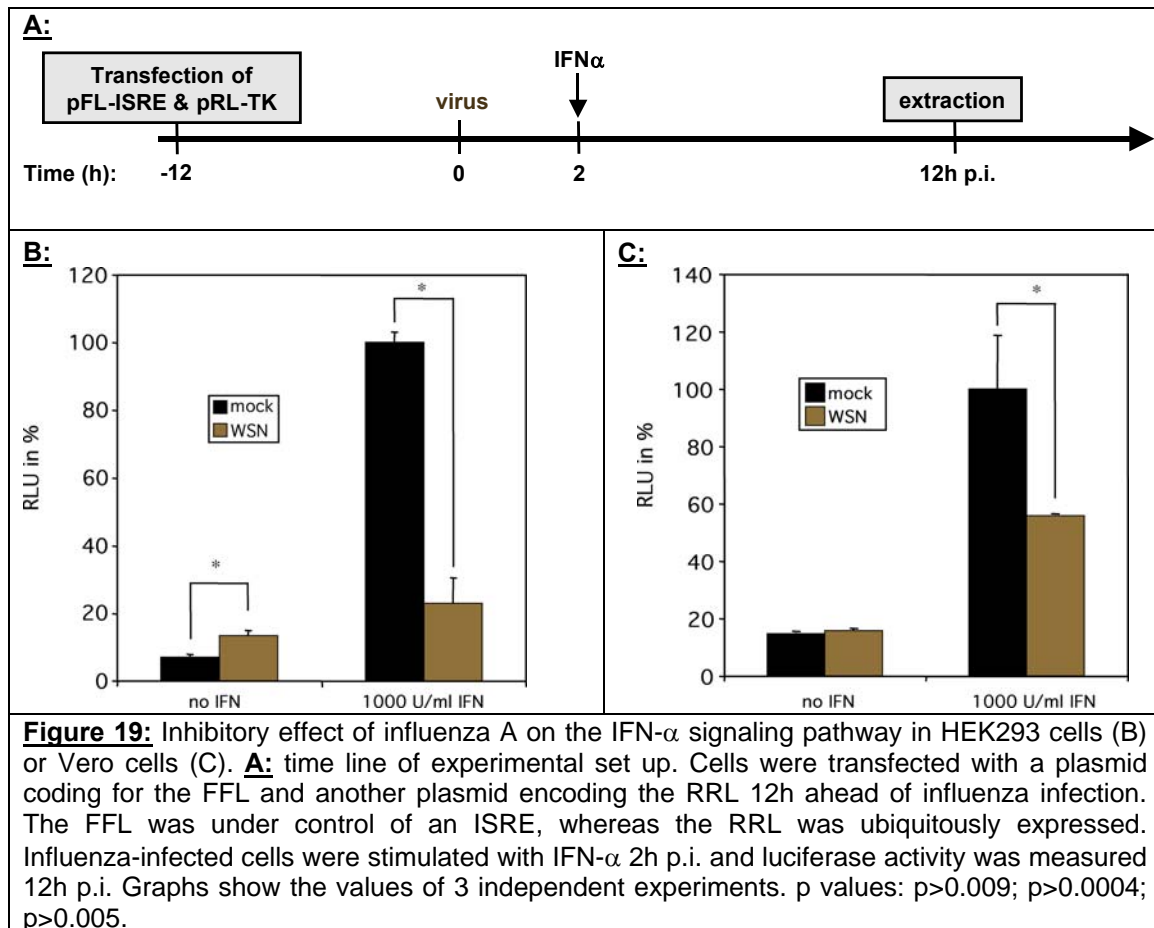 A:
Transfection of
pFL-ISRE & pRL-TK
virus
IFNα
extraction
Time (h):
-12
0
2
12h p.i.
B:
120
100
80
60
40
20
0
RLU in %
*
*
mock
WSN
no IFN
1000 U/ml IFN
C:
140
120
100
80
60
40
20
0
RLU in %
*
mock
WSN
no IFN
1000 U/ml IFN
Figure 19: Inhibitory effect of influenza A on the IFN-α signaling pathway in HEK293 cells (B)
or Vero cells (C). A: time line of experimental set up. Cells were transfected with a plasmid
coding for the FFL and another plasmid encoding the RRL 12h ahead of influenza infection.
The FFL was under control of an ISRE, whereas the RRL was ubiquitously expressed.
Influenza-infected cells were stimulated with IFN-α 2h p.i. and luciferase activity was measured
12h p.i. Graphs show the values of 3 independent experiments. p values: p>0.009; p>0.0004;
p>0.005.